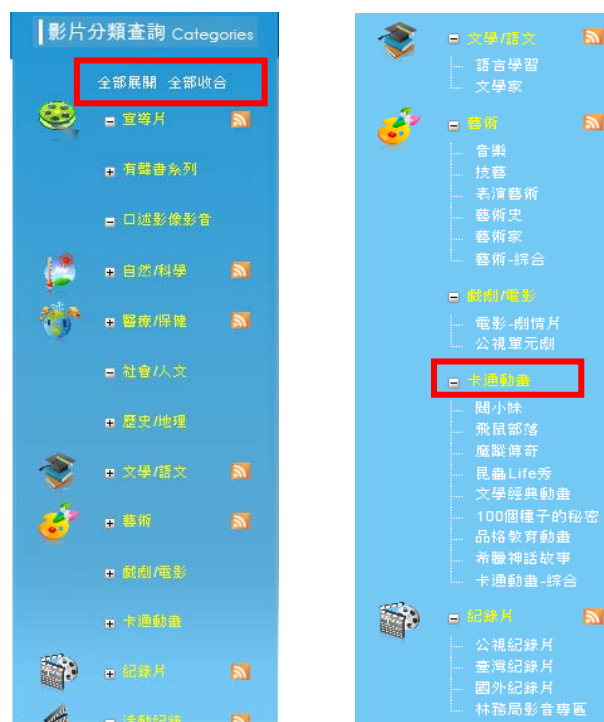 影片分類查詢 Categories
全部展開 全部收合
宣導片
有聲書系列
口述影像影音
自然/科學
醫療/保健
社會/人文
歷史/地理
文學/語文
藝術
戲劇/電影
卡通動畫
紀錄片
活動紀錄
文學/語文
語言學習
文學家
藝術
音樂
技藝
表演藝術
藝術史
藝術家
藝術-綜合
戲劇/電影
電影-劇情片
公視單元劇
卡通動畫
閻小妹
飛鼠部落
魔蹤傳奇
昆蟲Life秀
文學經典動畫
100個種子的秘密
品格教育動畫
希臘神話故事
卡通動畫-綜合
紀錄片
公視紀錄片
臺灣紀錄片
國外紀錄片
林務局影音專區